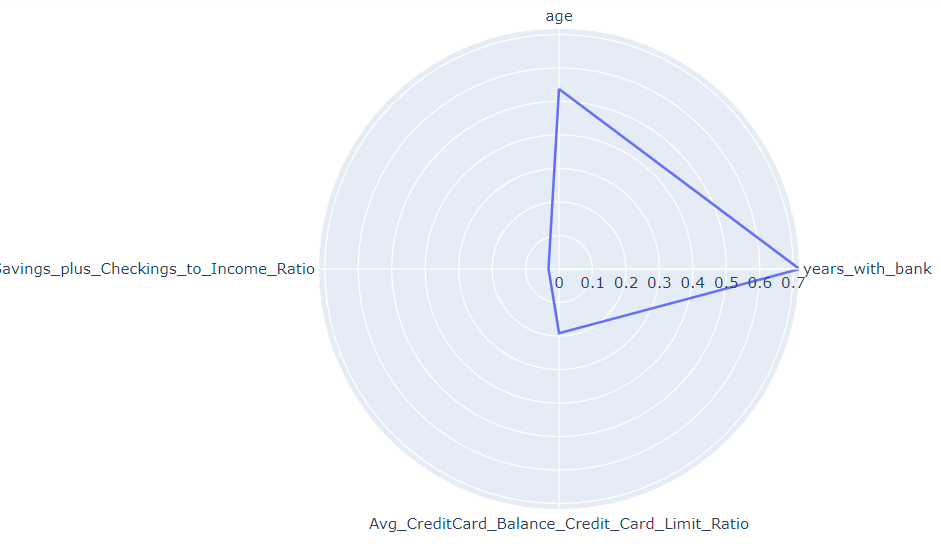 age
Savings_plus_Checkings_to_Income_Ratio
years_with_bank
0 0.1 0.2 0.3 0.4 0.5 0.6 0.7
Avg_CreditCard_Balance_Credit_Card_Limit_Ratio